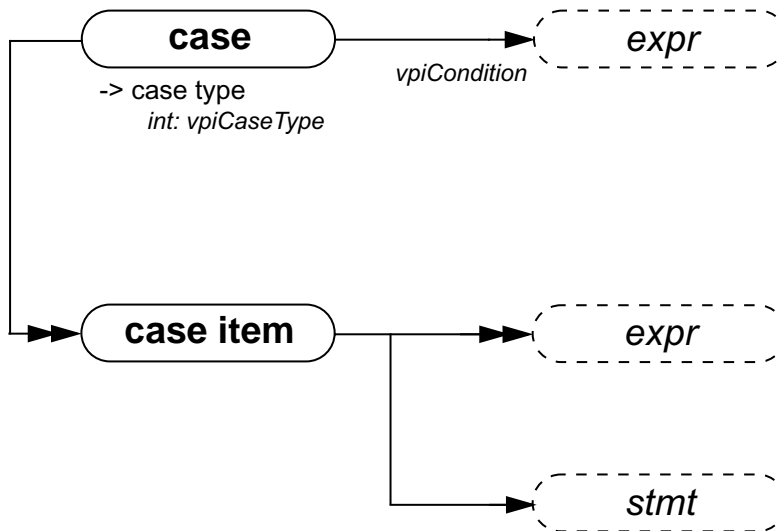 case
expr
vpiCondition
-> case type
int: vpiCaseType
case item
expr
stmt